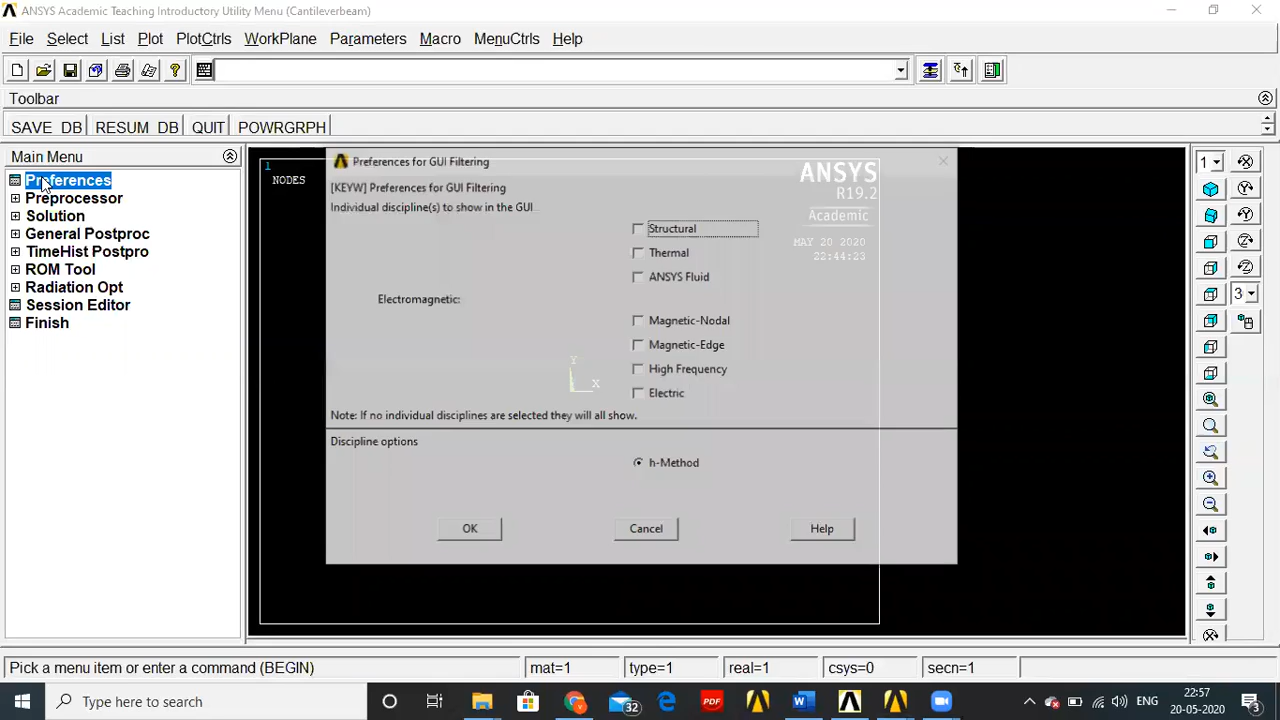 ANSYS Academic Teaching Introductory Utility Menu (Cantileverbeam)
File Select List Plot PlotCtrls WorkPlane Parameters Macro MenuCtrls Help
Toolbar
SAVE_DB RESUM_DB QUIT POWRGRPH
Main Menu
Preferences
Preprocessor
Solution
General Postproc
TimeHist Postpro
ROM Tool
Radiation Opt
Session Editor
Finish
1
NODES
ANSYS
R19.2
Academic
MAY 20 2020
22:44:23
Y
X
Preferences for GUI Filtering
[KEYW] Preferences for GUI Filtering
Individual discipline(s) to show in the GUI
Structural
Thermal
ANSYS Fluid
Electromagnetic:
Magnetic-Nodal
Magnetic-Edge
High Frequency
Electric
Note: If no individual disciplines are selected they will all show.
Discipline options
h-Method
OK Cancel Help
1
X
Y
Y
Z
Z
3
Pick a menu item or enter a command (BEGIN) mat=1 type=1 real=1 csys=0 secn=1
Type here to search
32
PDF
ENG
22:57
20-05-2020
3